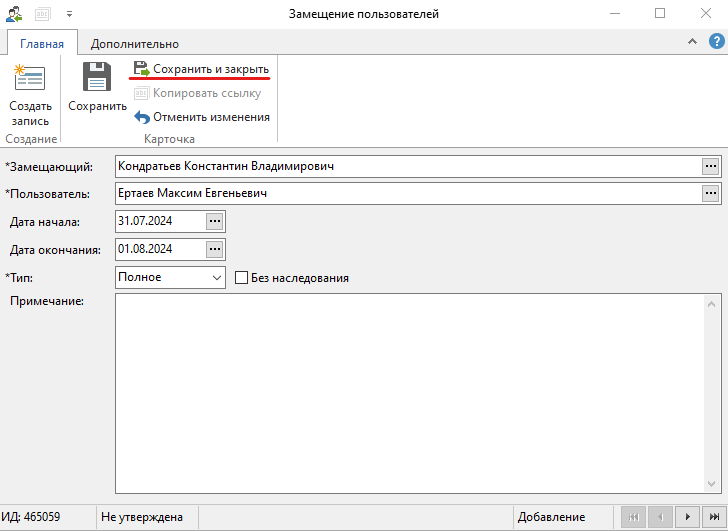 Замещение пользователей
Главная Дополнительно
Создать запись
Сохранить
Сохранить и закрыть
Копировать ссылку
Отменить изменения
Создание Карточка
*Замещающий: Кондратьев Константин Владимирович
*Пользователь: Ертаев Максим Евгеньевич
Дата начала: 31.07.2024
Дата окончания: 01.08.2024
*Тип: Полное Без наследования
Примечание:
ИД: 465059 Не утверждена Добавление